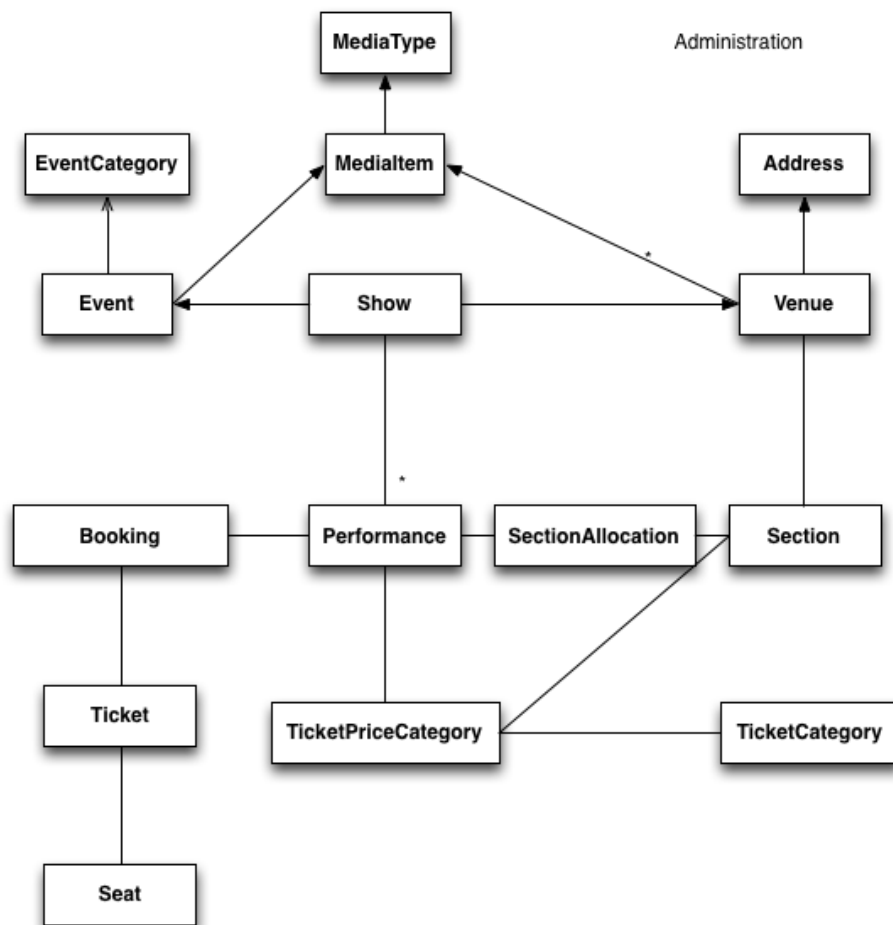 MediaType
Administration
EventCategory
MediaItem
Address
*
Event
Show
Venue
*
Booking
Performance
SectionAllocation
Section
Ticket
TicketPriceCategory
TicketCategory
Seat